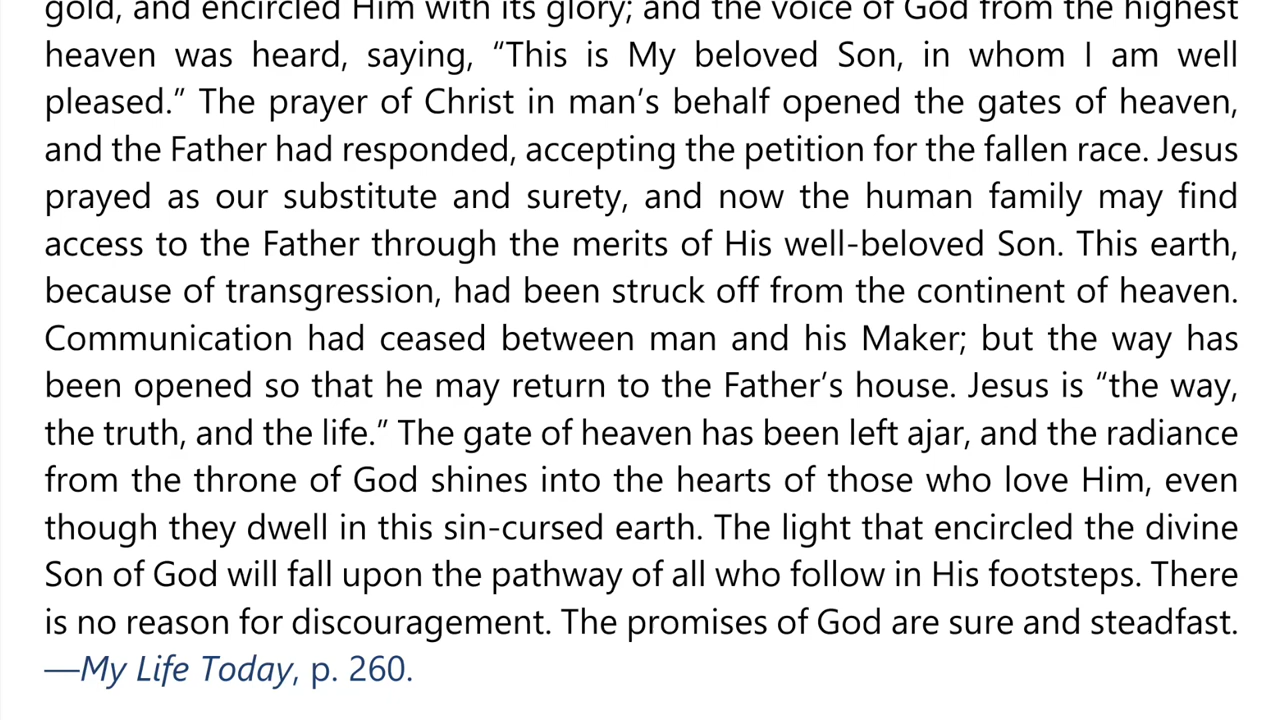 gold, and encircled Him with its glory; and the voice of God from the highest
heaven was heard, saying, “This is My beloved Son, in whom I am well
pleased.” The prayer of Christ in man’s behalf opened the gates of heaven,
and the Father had responded, accepting the petition for the fallen race. Jesus
prayed as our substitute and surety, and now the human family may find
access to the Father through the merits of His well-beloved Son. This earth,
because of transgression, had been struck off from the continent of heaven.
Communication had ceased between man and his Maker; but the way has
been opened so that he may return to the Father’s house. Jesus is “the way,
the truth, and the life.” The gate of heaven has been left ajar, and the radiance
from the throne of God shines into the hearts of those who love Him, even
though they dwell in this sin-cursed earth. The light that encircled the divine
Son of God will fall upon the pathway of all who follow in His footsteps. There
is no reason for discouragement. The promises of God are sure and steadfast.
—My Life Today, p. 260.